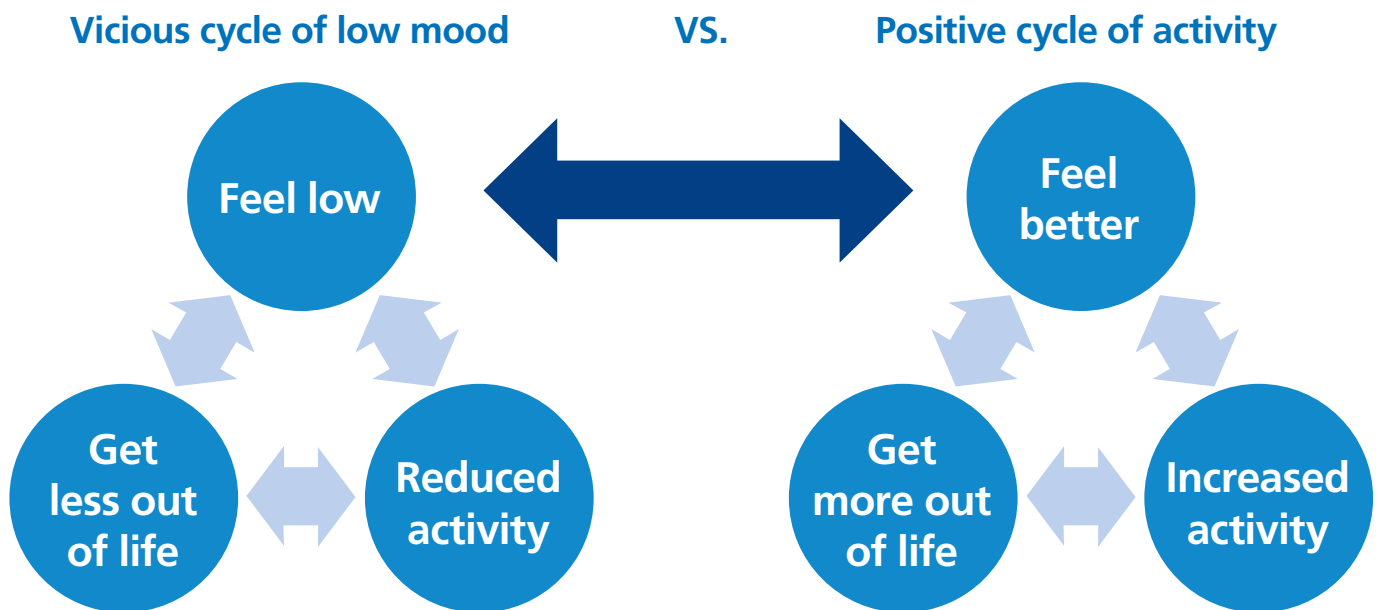 Vicious cycle of low mood
VS.
Positive cycle of activity
Feel low
Feel
better
Get
less out
of life
Reduced
activity
Get
more out
of life
Increased
activity